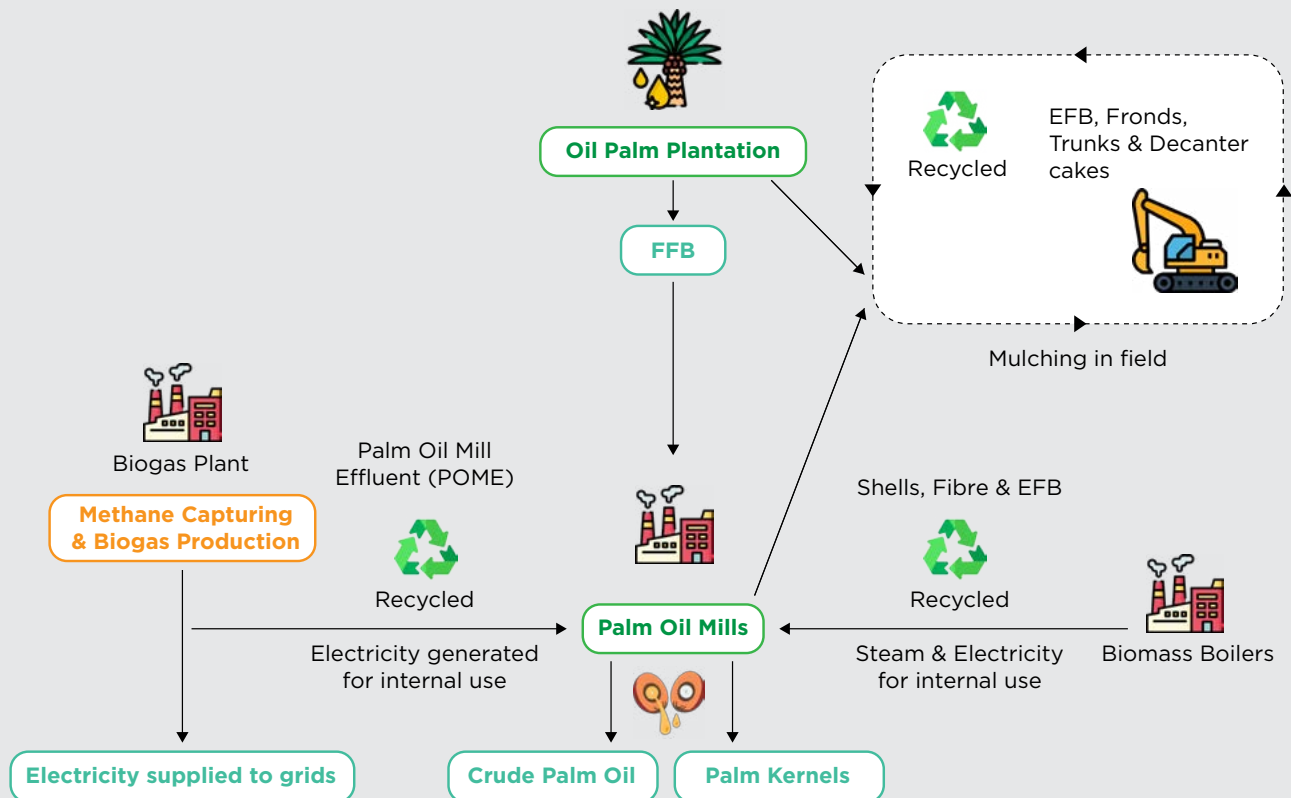 Oil Palm Plantation
FFB
Recycled
EFB, Fronds,
Trunks & Decanter
cakes
Mulching in field
Biogas Plant
Methane Capturing
& Biogas Production
Palm Oil Mill
Effluent (POME)
Recycled
Electricity generated
for internal use
Palm Oil Mills
Shells, Fibre & EFB
Recycled
Steam & Electricity
for internal use
Biomass Boilers
Electricity supplied to grids
Crude Palm Oil
Palm Kernels